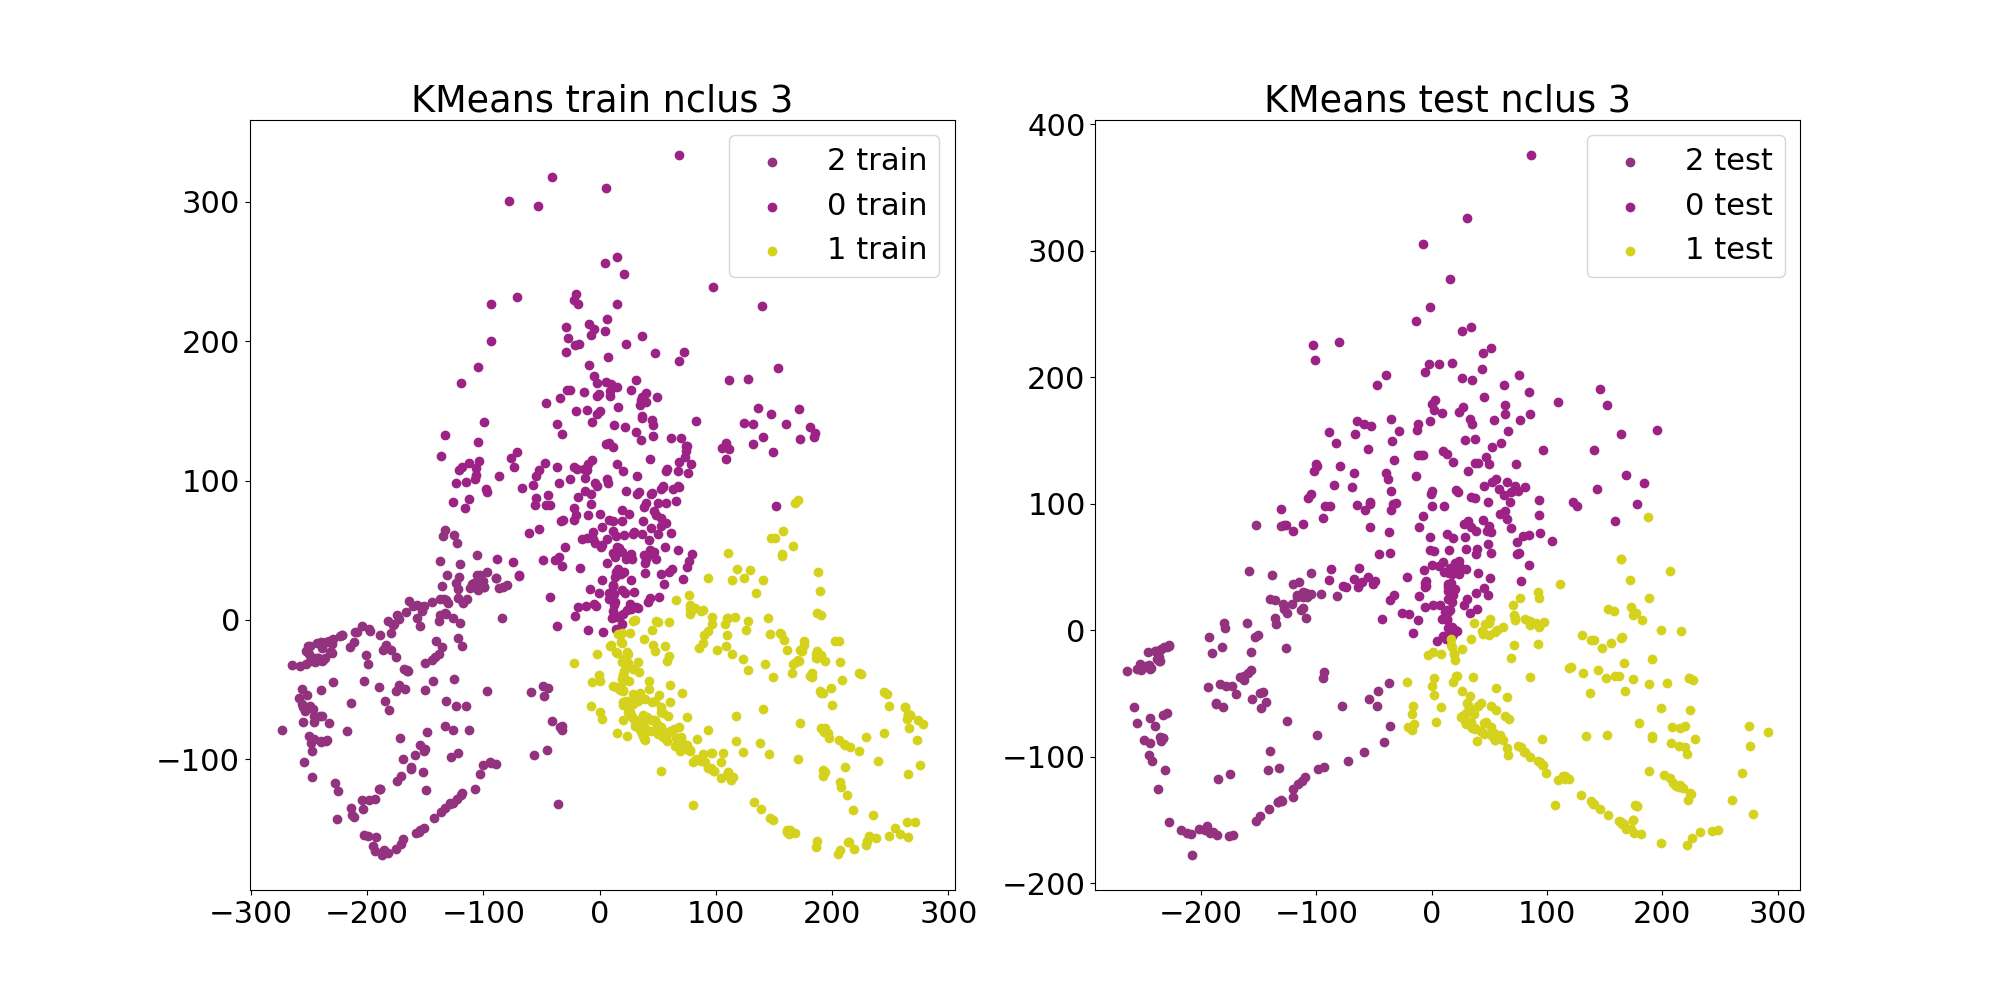 KMeans train nclus 3
2 train
0 train
1 train
300
200
100
0
−100
−300 −200 −100 0 100 200 300
KMeans test nclus 3
2 test
0 test
1 test
400
300
200
100
0
−100
−200
−200 −100 0 100 200 300